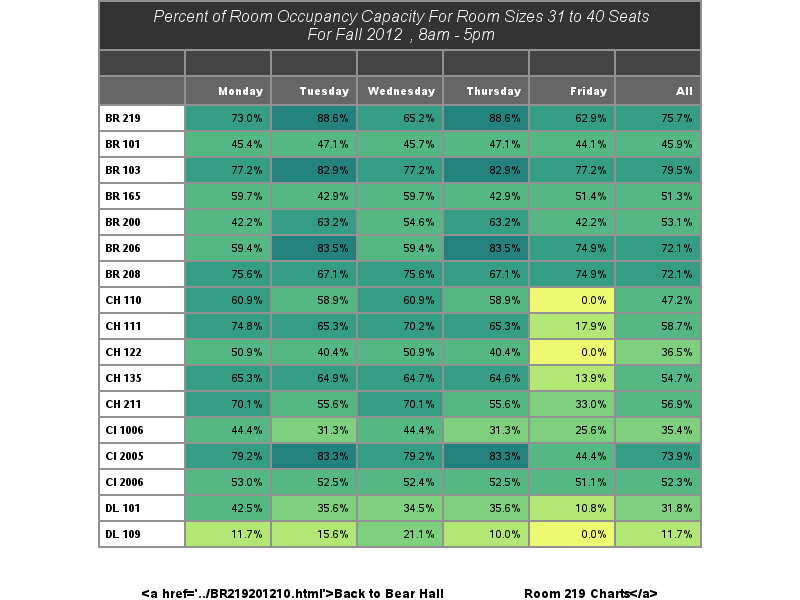 Percent of Room Occupancy Capacity For Room Sizes 31 to 40 Seats
For Fall 2012 , 8am - 5pm
Monday Tuesday Wednesday Thursday Friday All
BR 219 73.0% 88.6% 65.2% 88.6% 62.9% 75.7%
BR 101 45.4% 47.1% 45.7% 47.1% 44.1% 45.9%
BR 103 77.2% 82.9% 77.2% 82.9% 77.2% 79.5%
BR 165 59.7% 42.9% 59.7% 42.9% 51.4% 51.3%
BR 200 42.2% 63.2% 54.6% 63.2% 42.2% 53.1%
BR 206 59.4% 83.5% 59.4% 83.5% 74.9% 72.1%
BR 208 75.6% 67.1% 75.6% 67.1% 74.9% 72.1%
CH 110 60.9% 58.9% 60.9% 58.9% 0.0% 47.2%
CH 111 74.8% 65.3% 70.2% 65.3% 17.9% 58.7%
CH 122 50.9% 40.4% 50.9% 40.4% 0.0% 36.5%
CH 135 65.3% 64.9% 64.7% 64.6% 13.9% 54.7%
CH 211 70.1% 55.6% 70.1% 55.6% 33.0% 56.9%
CI 1006 44.4% 31.3% 44.4% 31.3% 25.6% 35.4%
CI 2005 79.2% 83.3% 79.2% 83.3% 44.4% 73.9%
CI 2006 53.0% 52.5% 52.4% 52.5% 51.1% 52.3%
DL 101 42.5% 35.6% 34.5% 35.6% 10.8% 31.8%
DL 109 11.7% 15.6% 21.1% 10.0% 0.0% 11.7%
<a href='../BR219201210.html'>Back to Bear Hall Room 219 Charts</a>